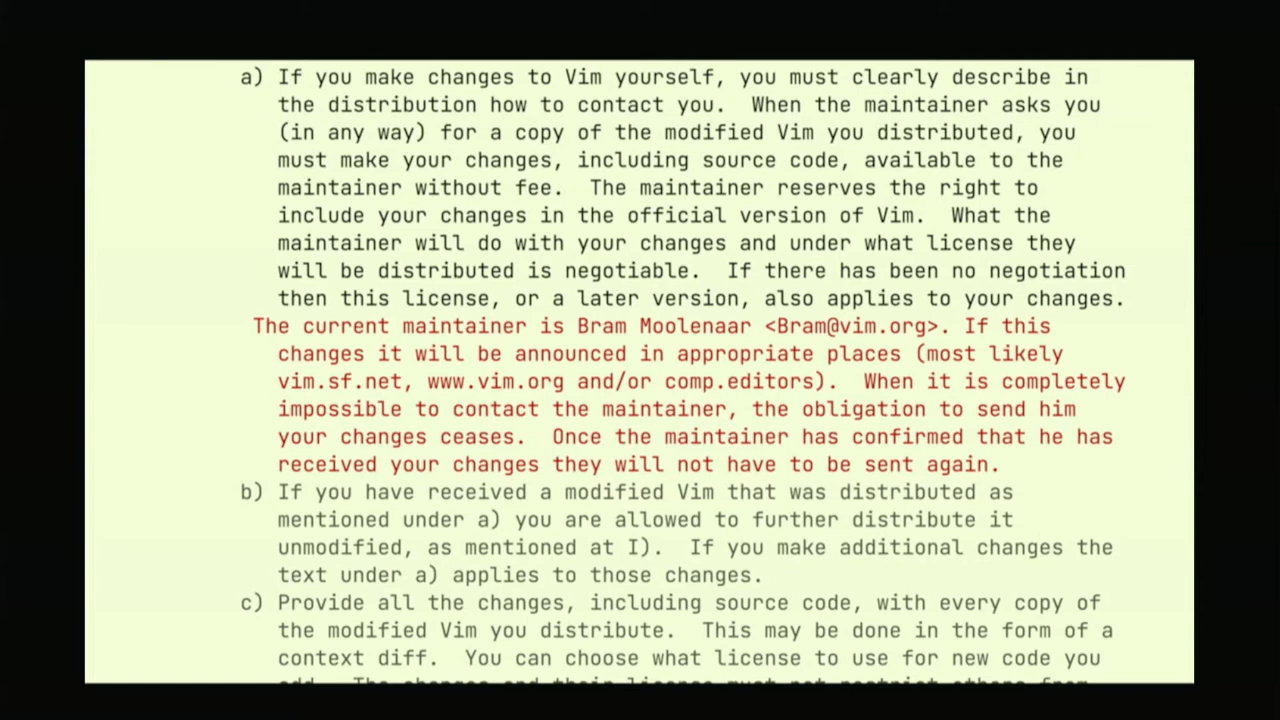 a) If you make changes to Vim yourself, you must clearly describe in
the distribution how to contact you.  When the maintainer asks you
(in any way) for a copy of the modified Vim you distributed, you
must make your changes, including source code, available to the
maintainer without fee.  The maintainer reserves the right to
include your changes in the official version of Vim.  What the
maintainer will do with your changes and under what license they
will be distributed is negotiable.  If there has been no negotiation
then this license, or a later version, also applies to your changes.
The current maintainer is Bram Moolenaar <Bram@vim.org>. If this
changes it will be announced in appropriate places (most likely
vim.sf.net, www.vim.org and/or comp.editors).  When it is completely
impossible to contact the maintainer, the obligation to send him
your changes ceases.  Once the maintainer has confirmed that he has
received your changes they will not have to be sent again.
b) If you have received a modified Vim that was distributed as
mentioned under a) you are allowed to further distribute it
unmodified, as mentioned at I).  If you make additional changes the
text under a) applies to those changes.
c) Provide all the changes, including source code, with every copy of
the modified Vim you distribute.  This may be done in the form of a
context diff.  You can choose what license to use for new code you